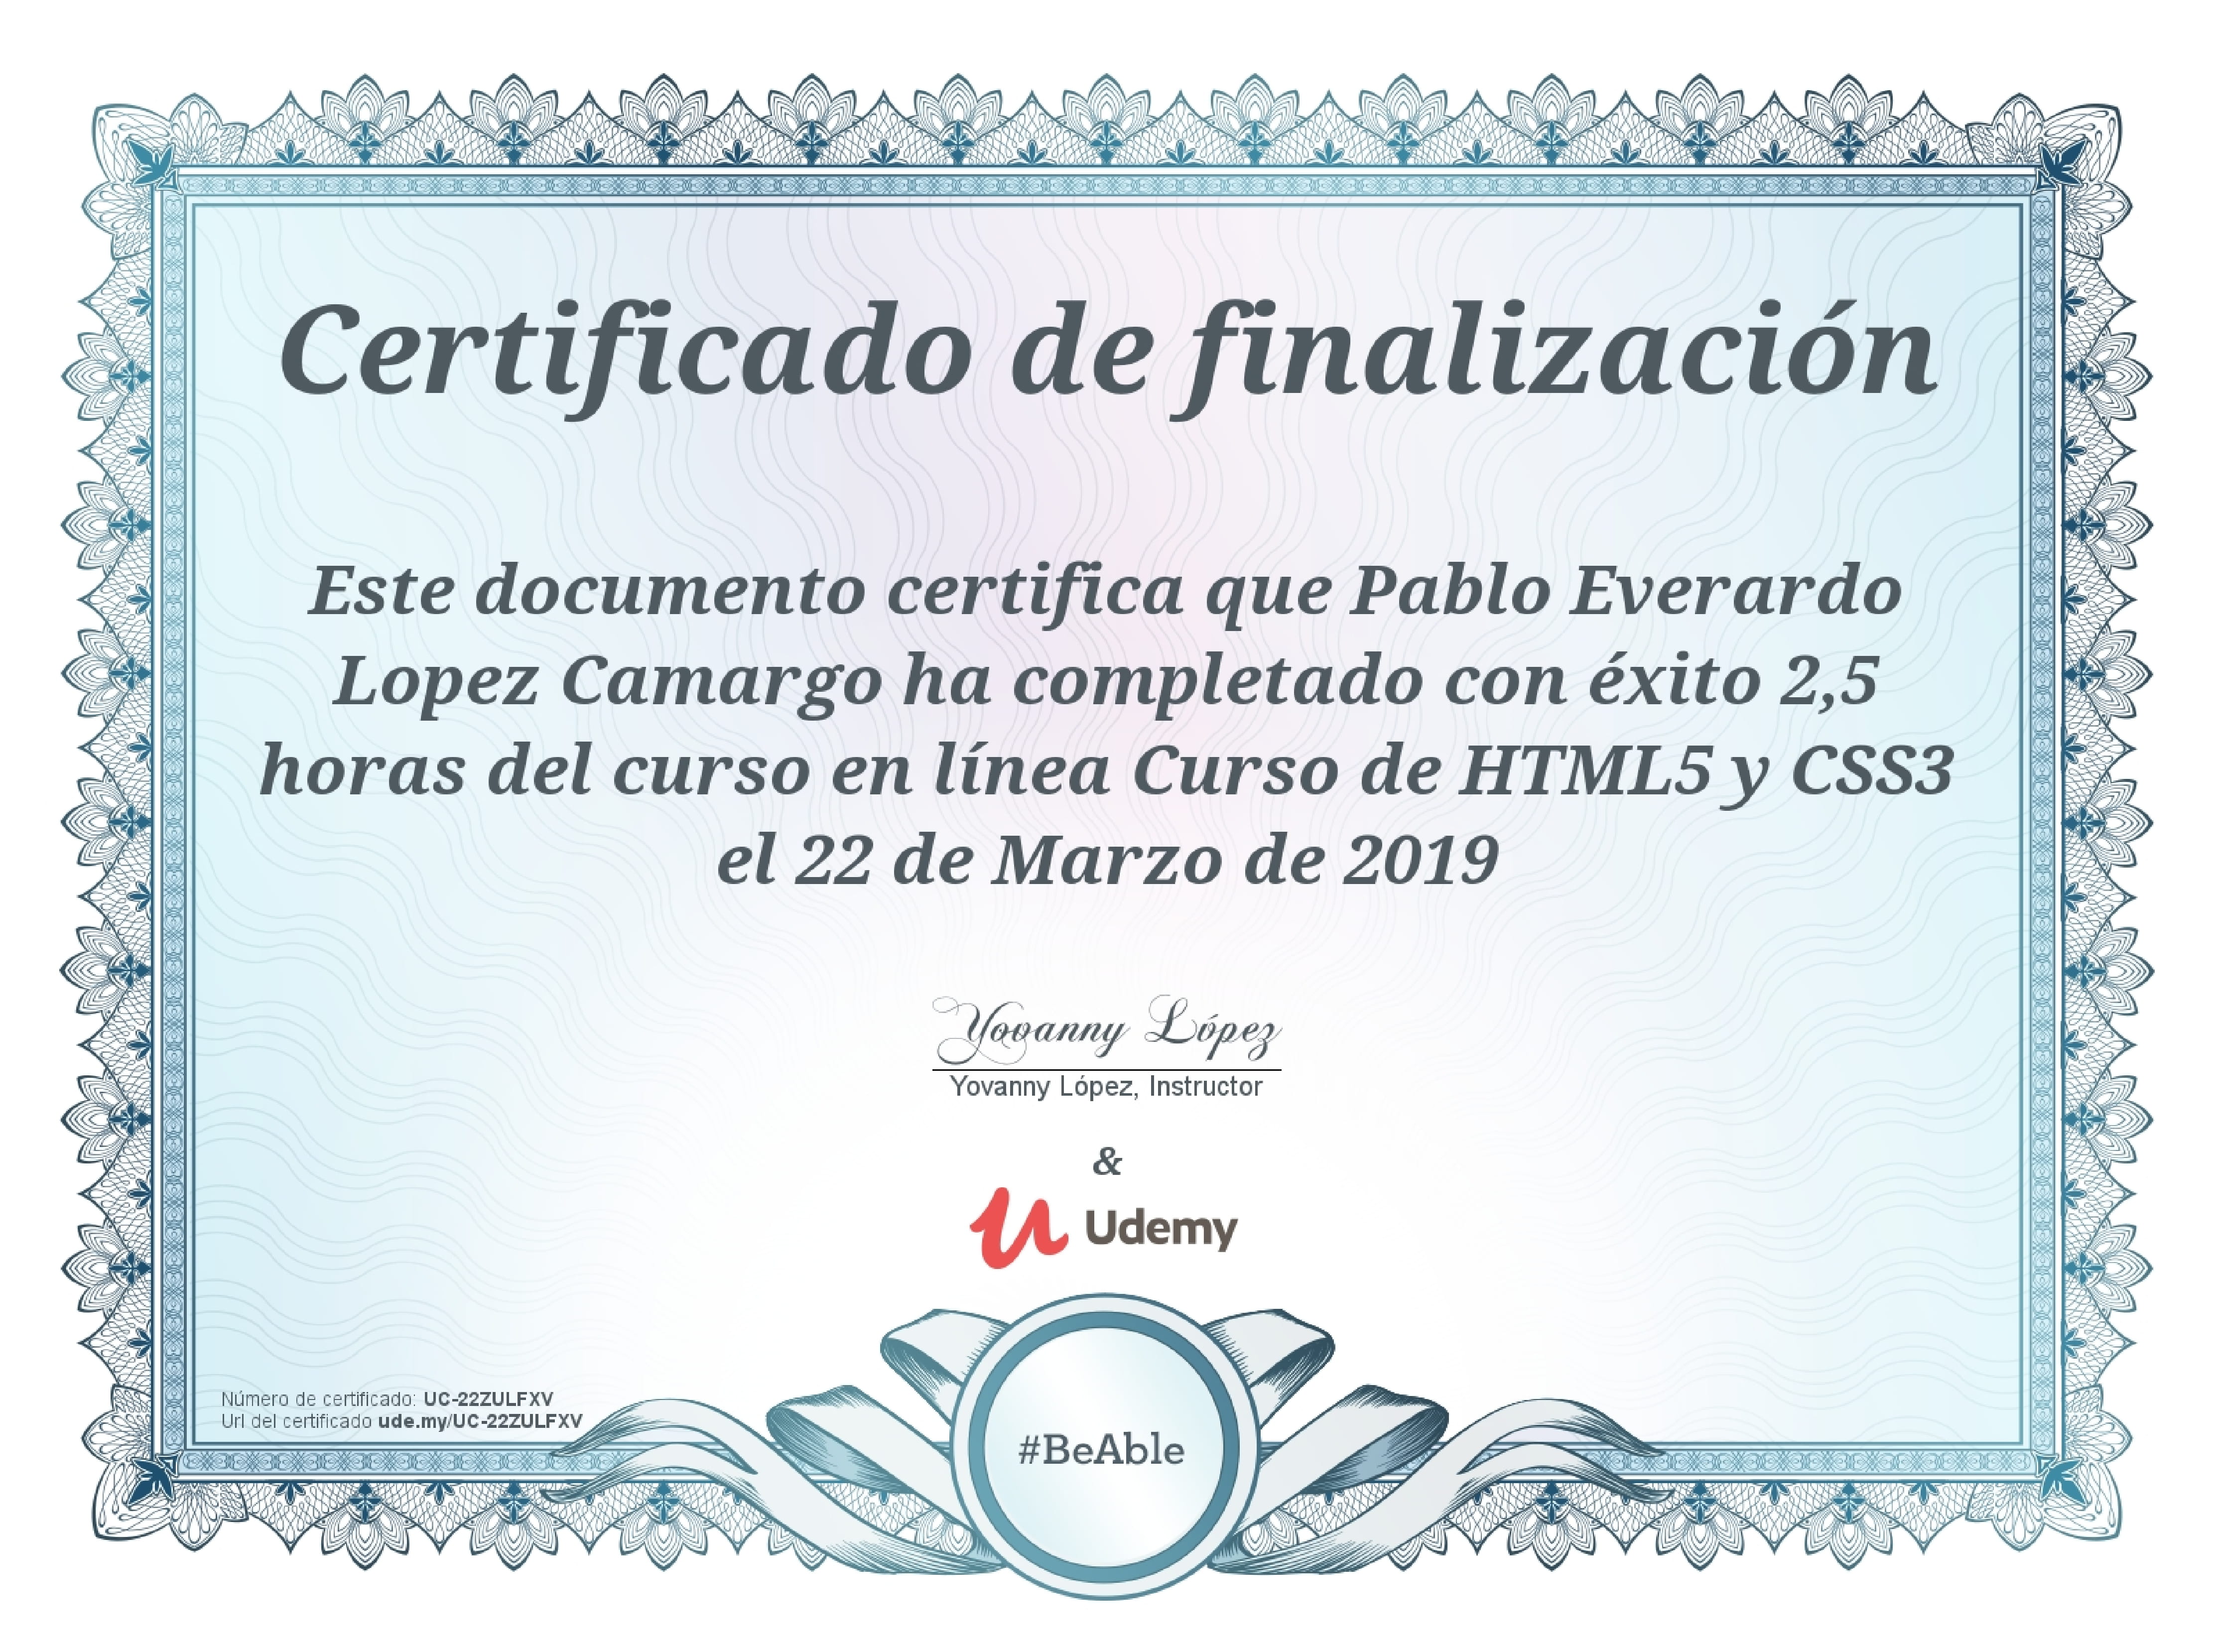 Certificado de finalización
Este documento certifica que Pablo Everardo
Lopez Camargo ha completado con éxito 2,5
horas del curso en línea Curso de HTML5 y CSS3
el 22 de Marzo de 2019
Yovanny López
Yovanny López, Instructor
&
Udemy
Número de certificado: UC-22ZULFXV
Url del certificado ude.my/UC-22ZULFXV
#BeAble